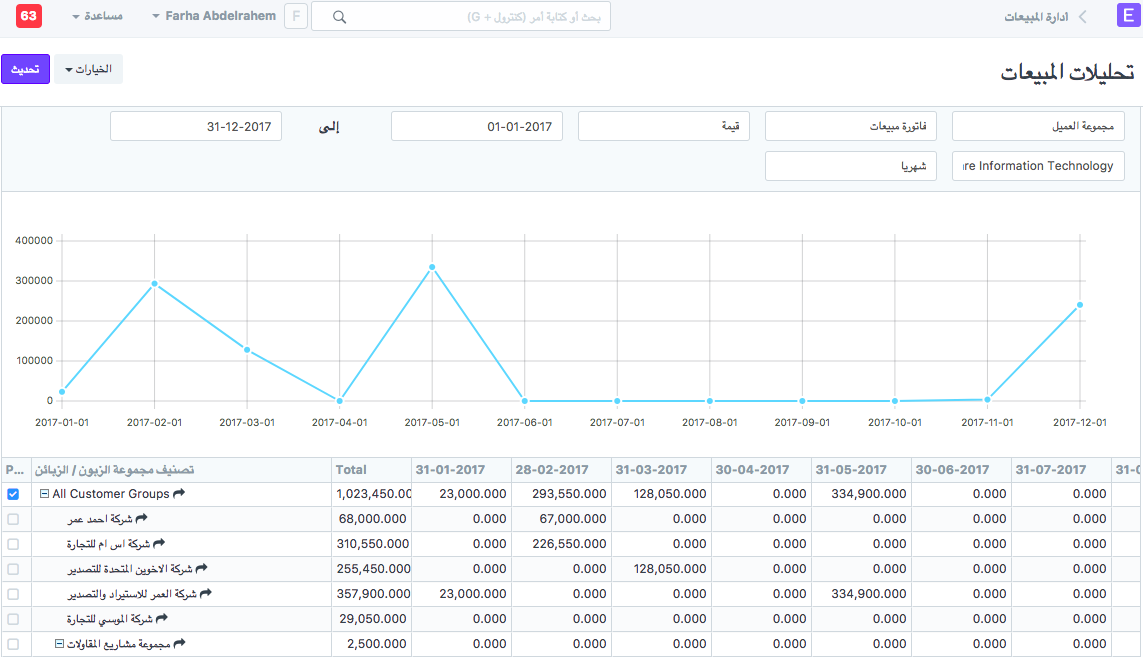 E
ادارة المبيعات
بحث أو كتابة أمر (كنترول + G)
F
Farha Abdelrahem
مساعدة
63
تحليلات المبيعات
الخيارات
تحديث
مجموعة العميل
فاتورة مبيعات
قيمة
01-01-2017
إلى
31-12-2017
Information Technology
شهريا
400000
300000
200000
100000
0
2017-01-01 2017-02-01 2017-03-01 2017-04-01 2017-05-01 2017-06-01 2017-07-01 2017-08-01 2017-09-01 2017-10-01 2017-11-01 2017-12-01
P... تصنيف مجموعة الزبون / الزبائن Total 31-01-2017 28-02-2017 31-03-2017 30-04-2017 31-05-2017 30-06-2017 31-07-2017
All Customer Groups 1,023,450.00 23,000.000 293,550.000 128,050.000 0.000 334,900.000 0.000 0.000
شركة احمد عمر 68,000.000 0.000 67,000.000 0.000 0.000 0.000 0.000 0.000
شركة اس ام للتجارة 310,550.000 0.000 226,550.000 0.000 0.000 0.000 0.000 0.000
شركة الاخوين المتحدة للتصدير 255,450.000 0.000 0.000 128,050.000 0.000 0.000 0.000 0.000
شركة العمر للاستيراد والتصدير 357,900.000 23,000.000 0.000 0.000 0.000 334,900.000 0.000 0.000
شركة الموسي للتجارة 29,050.000 0.000 0.000 0.000 0.000 0.000 0.000 0.000
مجموعة مشاريع المقاولات 2,500.000 0.000 0.000 0.000 0.000 0.000 0.000 0.000